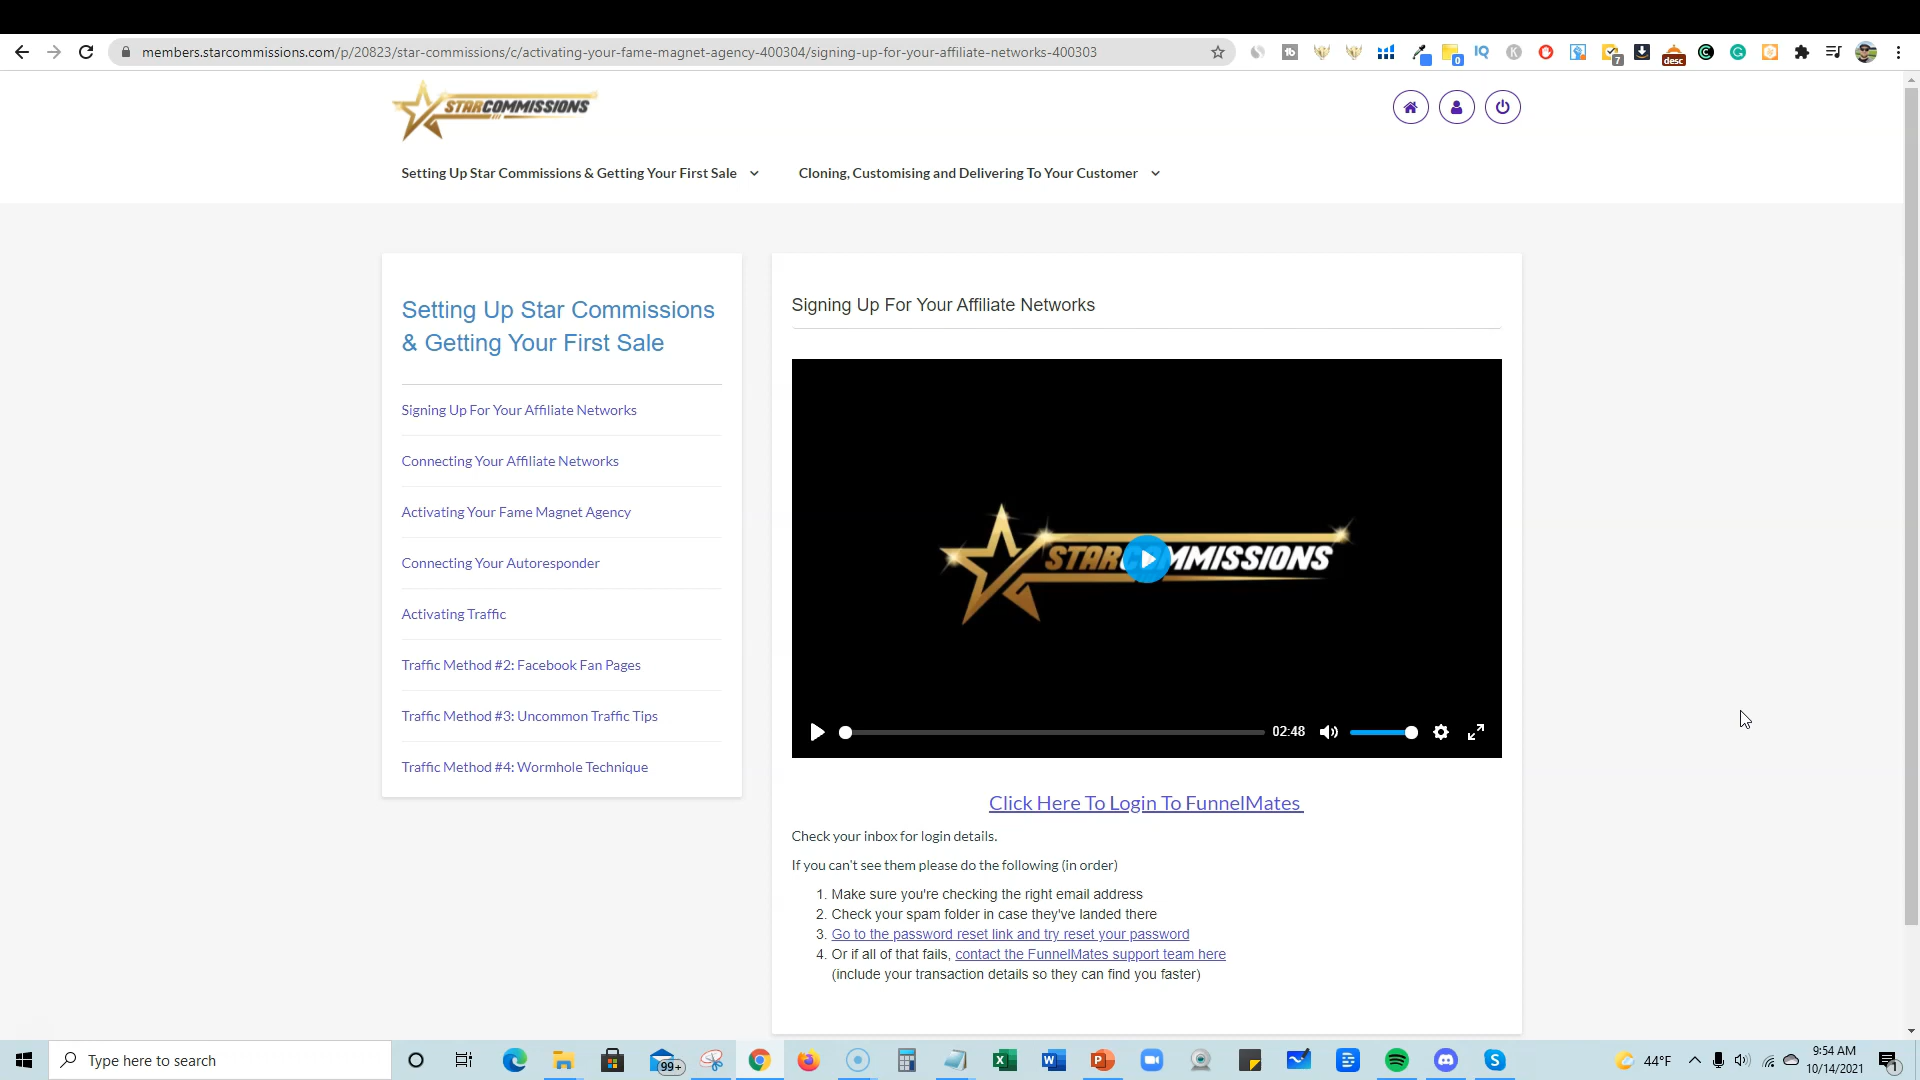 members.starcommissions.com/p/20823/star-commissions/c/activating-your-fame-magnet-agency-400304/signing-up-for-your-affiliate-networks-400303
STARCOMMISSIONS
Setting Up Star Commissions & Getting Your First Sale
Cloning, Customising and Delivering To Your Customer
Setting Up Star Commissions
& Getting Your First Sale
Signing Up For Your Affiliate Networks
Connecting Your Affiliate Networks
Activating Your Fame Magnet Agency
Connecting Your Autoresponder
Activating Traffic
Traffic Method #2: Facebook Fan Pages
Traffic Method #3: Uncommon Traffic Tips
Traffic Method #4: Wormhole Technique
Signing Up For Your Affiliate Networks
02:48
Click Here To Login To FunnelMates
Check your inbox for login details.
If you can't see them please do the following (in order)
1. Make sure you're checking the right email address
2. Check your spam folder in case they've landed there
3. Go to the password reset link and try reset your password
4. Or if all of that fails, contact the FunnelMates support team here
(include your transaction details so they can find you faster)
Type here to search
99+
44°F
9:54 AM
10/14/2021
1